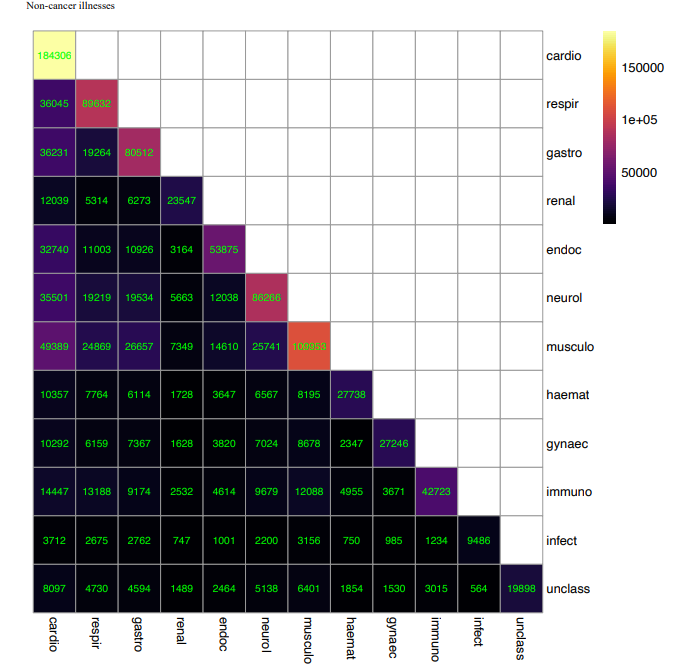 Non-cancer illnesses
184306 cardio
150000
36045 89632 respir
1e+05
36231 19264 80512 gastro
50000
12039 5314 6273 23547 renal
32740 11003 10926 3164 53875 endoc
35501 19219 19534 5663 12038 86266 neurol
49389 24869 26657 7349 14610 25741 109953 musculo
10357 7764 6114 1728 3647 6567 8195 27738 haemat
10292 6159 7367 1628 3820 7024 8678 2347 27246 gynaec
14447 13188 9174 2532 4614 9679 12088 4955 3671 42723 immuno
3712 2675 2762 747 1001 2200 3156 750 985 1234 9486 infect
8097 4730 4594 1489 2464 5138 6401 1854 1530 3015 564 19898 unclass
cardio respir gastro renal endoc neurol musculo haemat gynaec immuno infect unclass